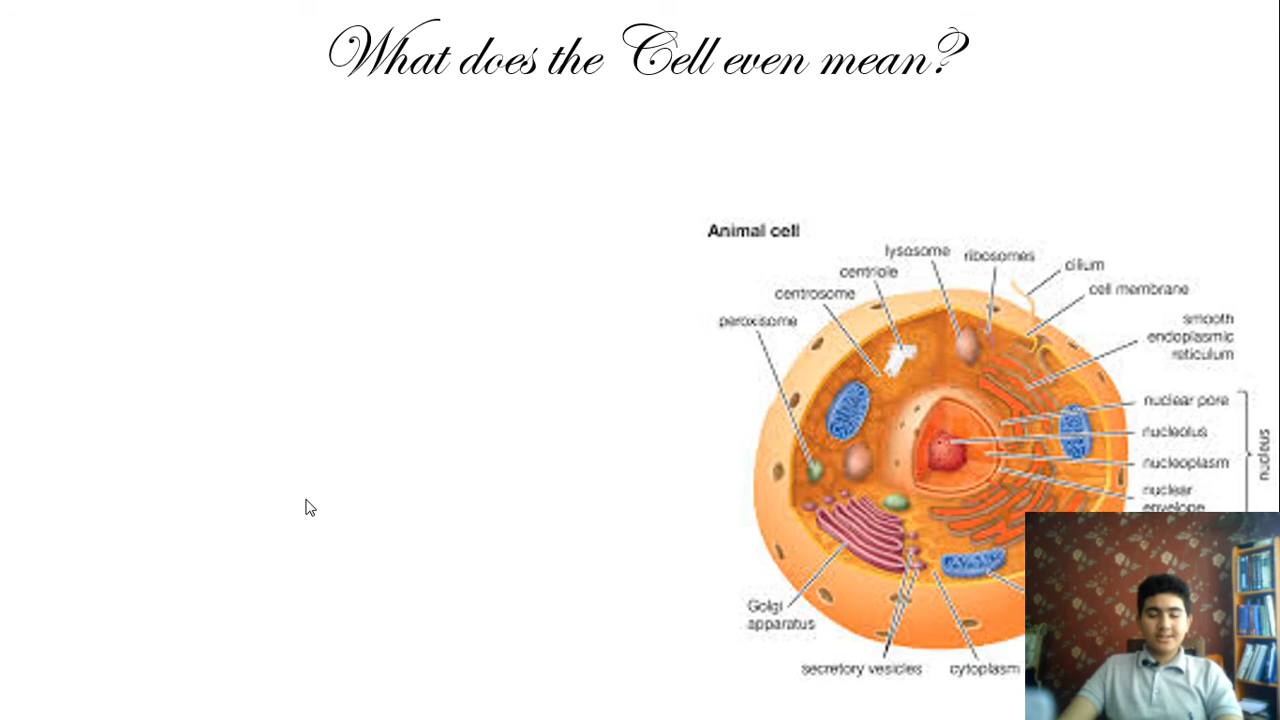 What does the Cell even mean?
Animal cell
lysosome
ribosomes
cilium
centriole
cell membrane
centrosome
peroxisome
smooth
endoplasmic
reticulum
nuclear pore
nucleolus
nucleus
nucleoplasm
nuclear
envelope
Golgi
apparatus
secretory vesicles
cytoplasm